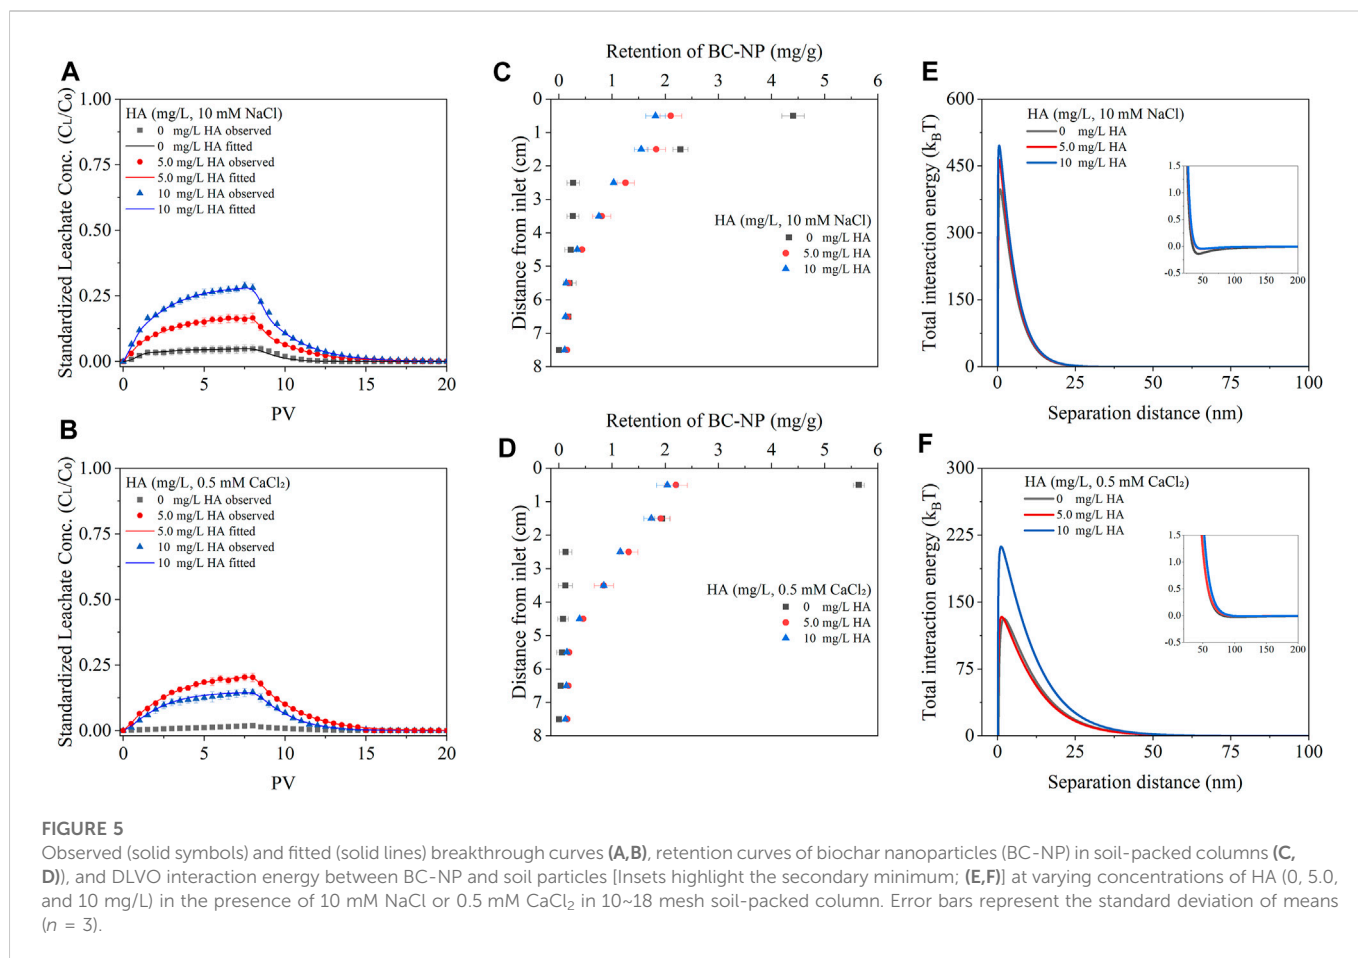 A
Standardized Leachate Conc. (CL/C0)
1.00
0.75
0.50
0.25
0.00
HA (mg/L, 10 mM NaCl)
0 mg/L HA observed
0 mg/L HA fitted
5.0 mg/L HA observed
5.0 mg/L HA fitted
10 mg/L HA observed
10 mg/L HA fitted
0 5 10 15 20
PV
C
Retention of BC-NP (mg/g)
0 1 2 3 4 5 6
Distance from inlet (cm)
0
1
2
3
4
5
6
7
8
HA (mg/L, 10 mM NaCl)
0 mg/L HA
5.0 mg/L HA
10 mg/L HA
E
Total interaction energy (kBT)
600
450
300
150
0
HA (mg/L, 10 mM NaCl)
0 mg/L HA
5.0 mg/L HA
10 mg/L HA
1.5
1.0
0.5
0.0
-0.5
50 100 150 200
0 25 50 75 100
Separation distance (nm)
B
Standardized Leachate Conc. (CL/C0)
1.00
0.75
0.50
0.25
0.00
HA (mg/L, 0.5 mM CaCl₂)
0 mg/L HA observed
5.0 mg/L HA observed
5.0 mg/L HA fitted
10 mg/L HA observed
10 mg/L HA fitted
0 5 10 15 20
PV
D
Retention of BC-NP (mg/g)
0 1 2 3 4 5 6
Distance from inlet (cm)
0
1
2
3
4
5
6
7
8
HA (mg/L, 0.5 mM CaCl₂)
0 mg/L HA
5.0 mg/L HA
10 mg/L HA
F
Total interaction energy (kBT)
300
225
150
75
0
HA (mg/L, 0.5 mM CaCl₂)
0 mg/L HA
5.0 mg/L HA
10 mg/L HA
1.5
1.0
0.5
0.0
-0.5
50 100 150 200
0 25 50 75 100
Separation distance (nm)
FIGURE 5
Observed (solid symbols) and fitted (solid lines) breakthrough curves (A,B), retention curves of biochar nanoparticles (BC-NP) in soil-packed columns (C,
D)), and DLVO interaction energy between BC-NP and soil particles [Insets highlight the secondary minimum; (E,F)] at varying concentrations of HA (0, 5.0,
and 10 mg/L) in the presence of 10 mM NaCl or 0.5 mM CaCl₂ in 10~18 mesh soil-packed column. Error bars represent the standard deviation of means
(n = 3).